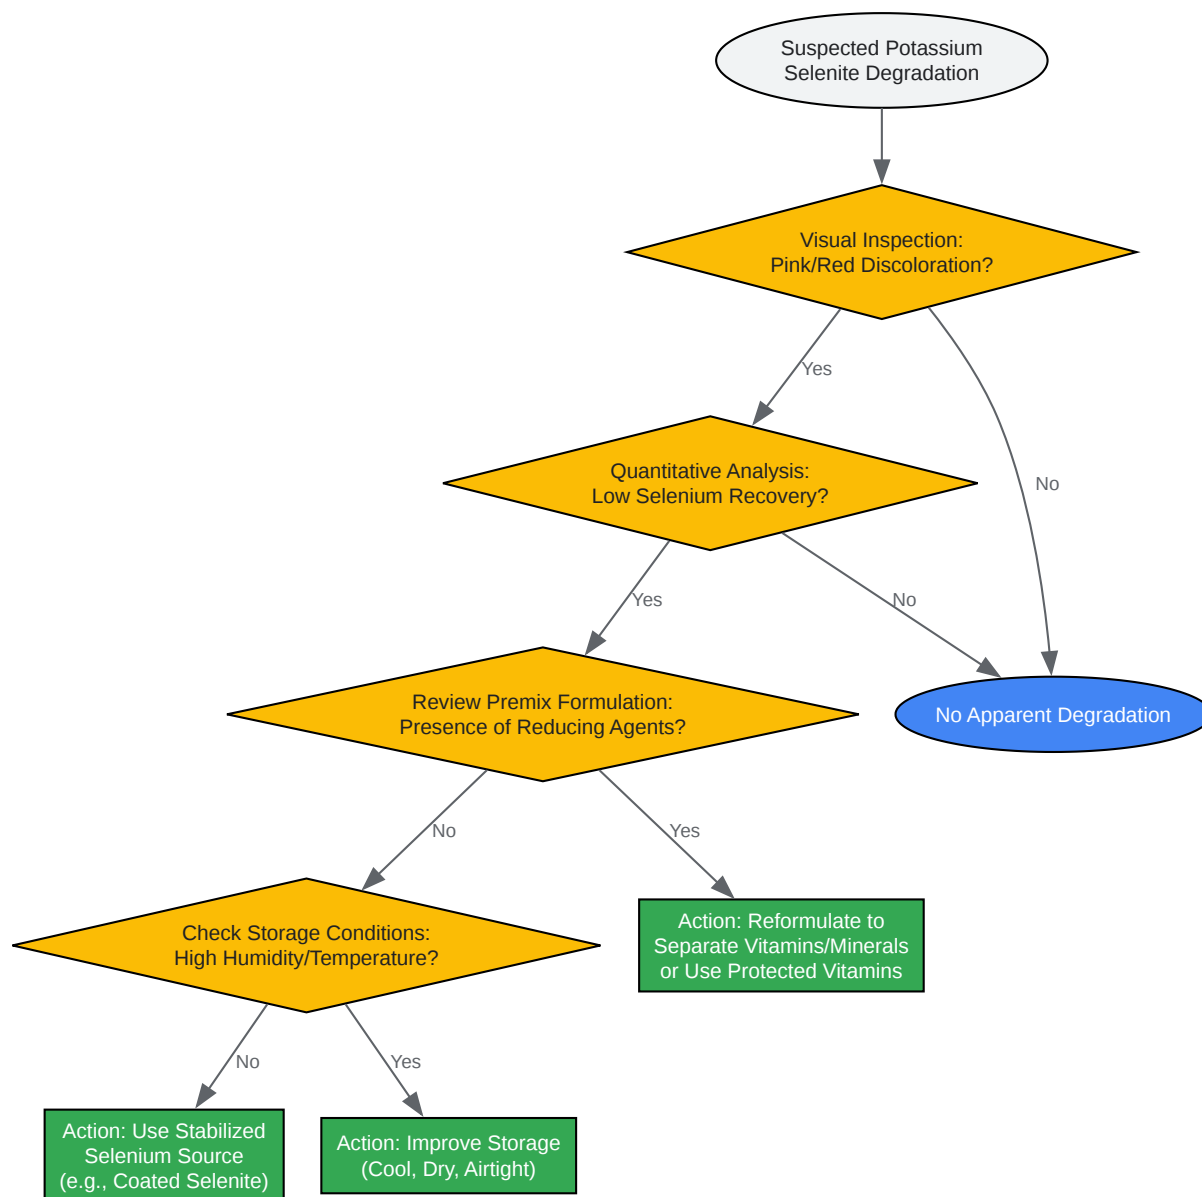 Suspected Potassium
Selenite Degradation
Visual Inspection:
Pink/Red Discoloration?
Yes
No
Quantitative Analysis:
Low Selenium Recovery?
Yes
No
Review Premix Formulation:
Presence of Reducing Agents?
No Apparent Degradation
No
Yes
Check Storage Conditions:
High Humidity/Temperature?
Action: Reformulate to
Separate Vitamins/Minerals
or Use Protected Vitamins
No
Yes
Action: Use Stabilized
Selenium Source
(e.g., Coated Selenite)
Action: Improve Storage
(Cool, Dry, Airtight)